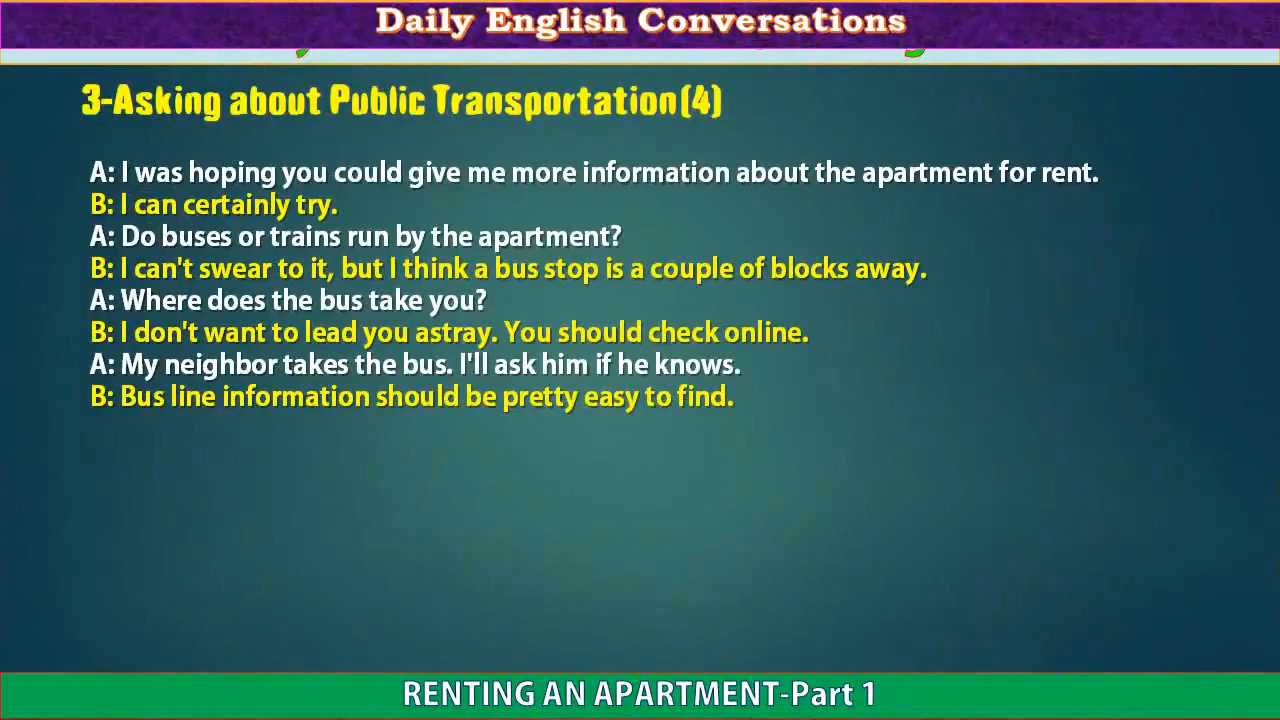 Daily English Conversations
3-Asking about Public Transportation(4)
A: I was hoping you could give me more information about the apartment for rent.
B: I can certainly try.
A: Do buses or trains run by the apartment?
B: I can't swear to it, but I think a bus stop is a couple of blocks away.
A: Where does the bus take you?
B: I don't want to lead you astray. You should check online.
A: My neighbor takes the bus. I'll ask him if he knows.
B: Bus line information should be pretty easy to find.
RENTING AN APARTMENT-Part 1